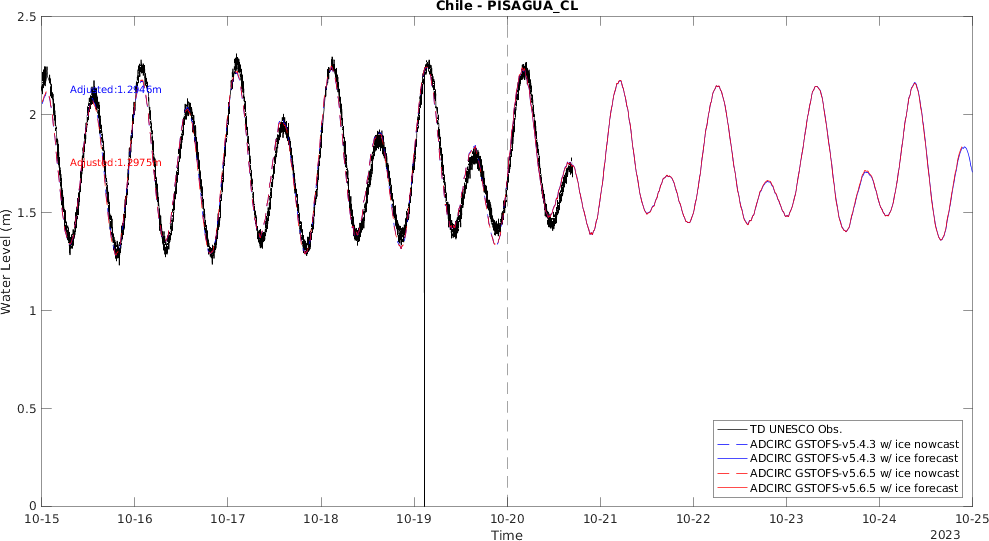 Chile - PISAGUA_CL
2.5
2
1.5
1
0.5
0
Water Level (m)
Adjusted:1.2946m
Adjusted:1.2975m
TD UNESCO Obs.
ADCIRC GSTOFS-v5.4.3 w/ ice nowcast
ADCIRC GSTOFS-v5.4.3 w/ ice forecast
ADCIRC GSTOFS-v5.6.5 w/ ice nowcast
ADCIRC GSTOFS-v5.6.5 w/ ice forecast
10-15 10-16 10-17 10-18 10-19 10-20 10-21 10-22 10-23 10-24 10-25
Time
2023